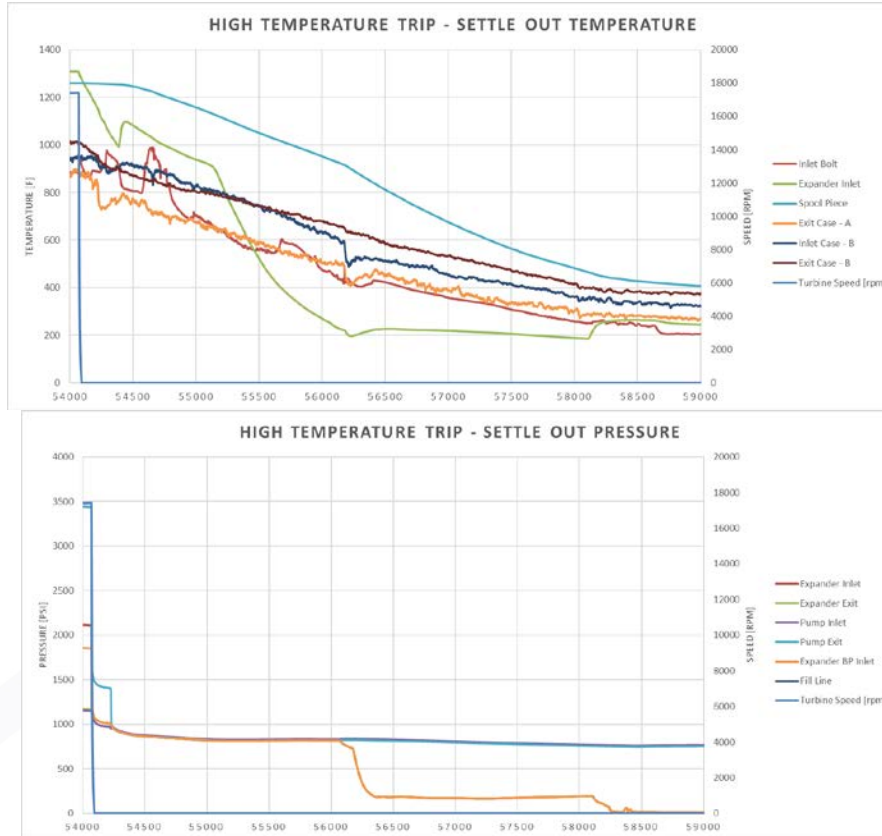 HIGH TEMPERATURE TRIP - SETTLE OUT TEMPERATURE
1400
1200
1000
800
600
400
200
0
TEMPERATURE [F]
20000
18000
16000
14000
12000
10000
8000
6000
4000
2000
0
SPEED [RPM]
54000 54500 55000 55500 56000 56500 57000 57500 58000 58500 59000
Inlet Bolt
Expander Inlet
Spocil Piece
Exit Case - A
Inlet Case - B
Exit Case - B
Turbine Speed [rpm
HIGH TEMPERATURE TRIP - SETTLE OUT PRESSURE
4000
3500
3000
2500
2000
1500
1000
500
0
PRESSURE [PSI]
20000
18000
16000
14000
12000
10000
8000
6000
4000
2000
0
SPEED [RPM]
54000 54500 55000 55500 56000 56500 57000 57500 58000 58500 59000
Expander Inlet
Expander Exit
Pump Inlet
Pump Exit
Expander BP Inlet
Fill Line
Turbine Speed [rpm